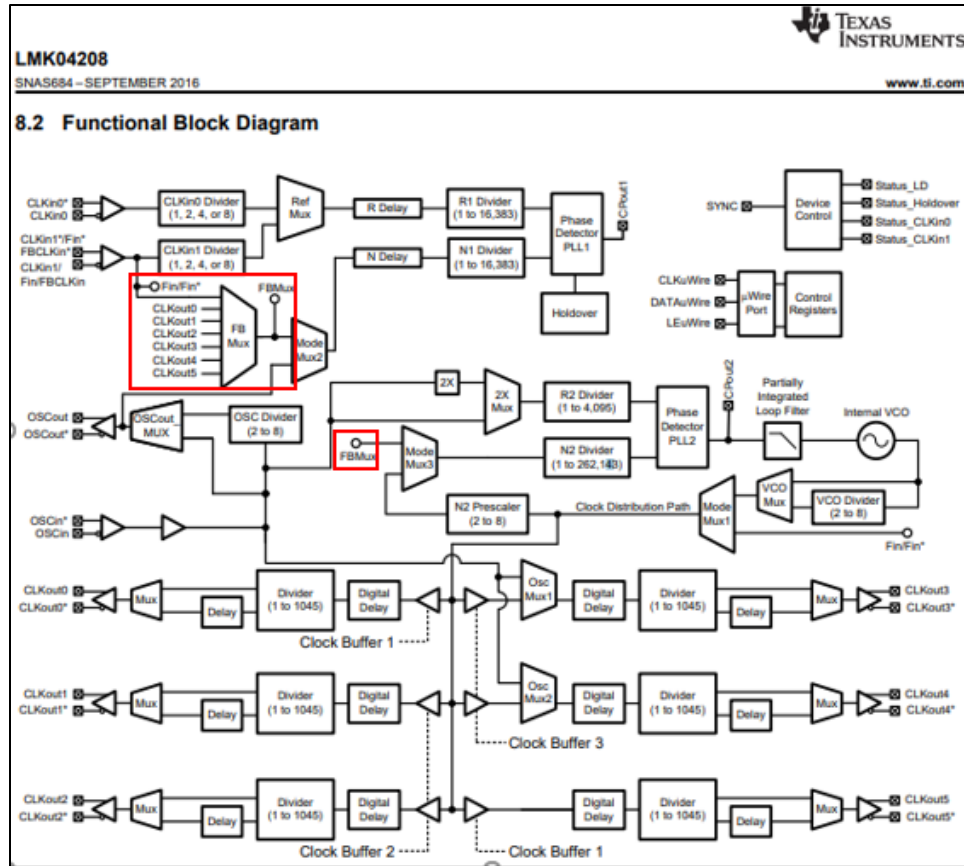 TEXAS
INSTRUMENTS
LMK04208
SNAS684 – SEPTEMBER 2016
www.ti.com
8.2 Functional Block Diagram
CLKin0*
CLKin0
CLKin0 Divider
(1, 2, 4, or 8)
Ref
Mux
R Delay
R1 Divider
(1 to 16,383)
Phase
Detector
PLL1
CPout1
SYNC
Device
Control
Status_LD
Status_Holdover
Status_CLKin0
Status_CLKin1
CLKin1*/Fin*
FBCLKin*
CLKin1/
Fin/FBCLKin
CLKin1 Divider
(1, 2, 4, or 8)
N Delay
N1 Divider
(1 to 16,383)
Holdover
CLKuWire
DATAuWire
LEuWire
µWire
Port
Control
Registers
Fin/Fin*
FBMux
CLKout0
CLKout1
CLKout2
CLKout3
CLKout4
CLKout5
FB
Mux
Mode
Mux2
OSCout
OSCout*
OSCout_
MUX
OSC Divider
(2 to 8)
2X
2X
Mux
R2 Divider
(1 to 4,095)
Phase
Detector
PLL2
CPout2
Partially
Integrated
Loop Filter
Internal VCO
FBMux
Mode
Mux3
N2 Divider
(1 to 262,143)
N2 Prescaler
(2 to 8)
Clock Distribution Path
Mode
Mux1
VCO
Mux
VCO Divider
(2 to 8)
Fin/Fin*
OSCin*
OSCin
CLKout0
CLKout0*
Mux
Delay
Divider
(1 to 1045)
Digital
Delay
Clock Buffer 1
Osc
Mux1
Digital
Delay
Divider
(1 to 1045)
Delay
Mux
CLKout3
CLKout3*
CLKout1
CLKout1*
Mux
Delay
Divider
(1 to 1045)
Digital
Delay
Osc
Mux2
Digital
Delay
Divider
(1 to 1045)
Delay
Mux
CLKout4
CLKout4*
Clock Buffer 3
CLKout2
CLKout2*
Mux
Delay
Divider
(1 to 1045)
Digital
Delay
Clock Buffer 2
Digital
Delay
Divider
(1 to 1045)
Delay
Mux
CLKout5
CLKout5*
Clock Buffer 1